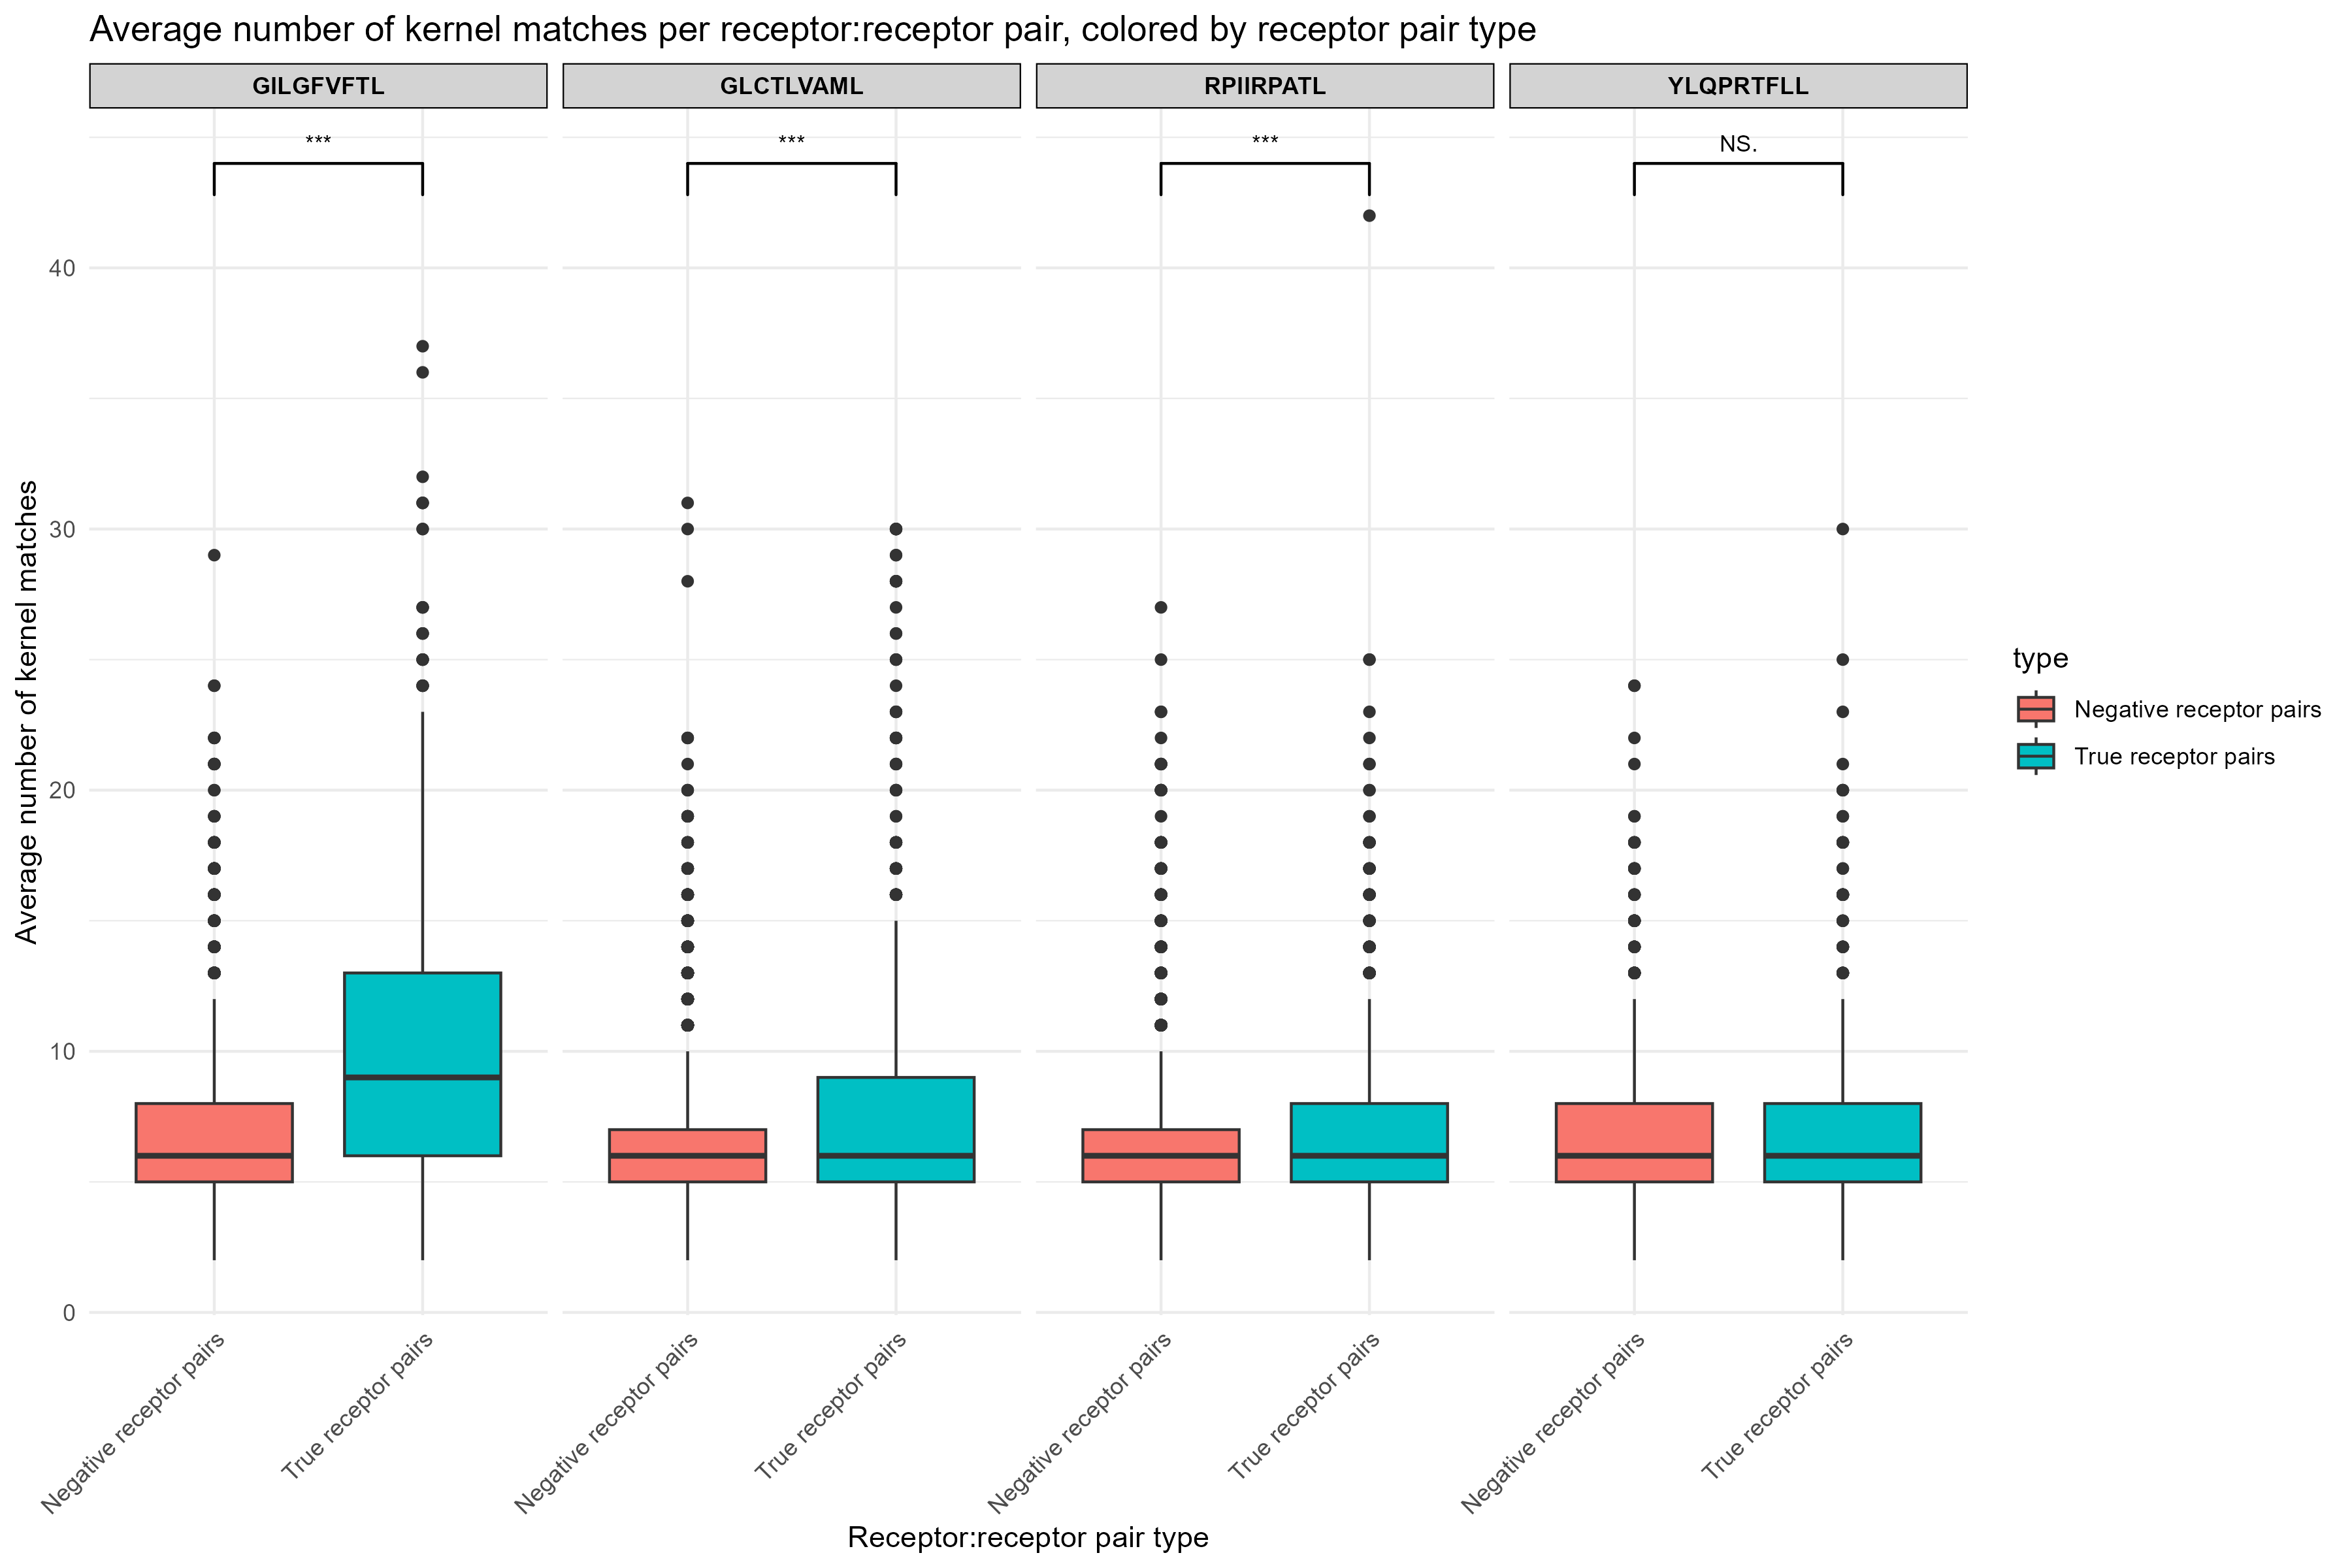 Average number of kernel matches per receptor:receptor pair, colored by receptor pair type
GILGFVFTL
GLCTLVAML
RPIIRPATL
YLQPRTFLL
***
***
***
NS.
40
30
20
10
0
Average number of kernel matches
Negative receptor pairs
True receptor pairs
Negative receptor pairs
True receptor pairs
Negative receptor pairs
True receptor pairs
Negative receptor pairs
True receptor pairs
Receptor:receptor pair type
type
Negative receptor pairs
True receptor pairs